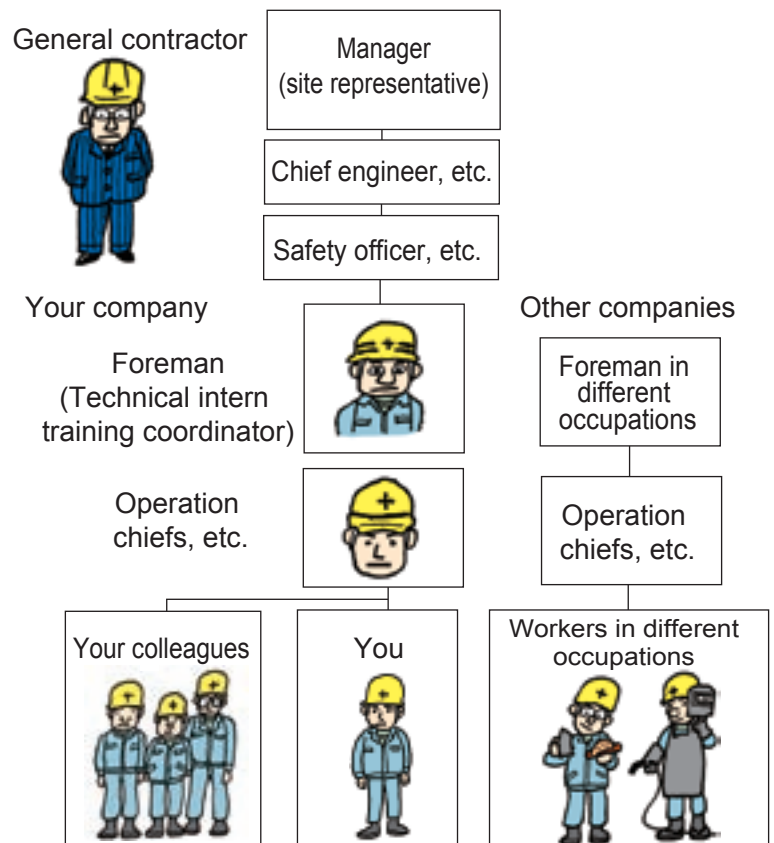 General contractor
Manager
(site representative)
Chief engineer, etc.
Safety officer, etc.
Your company
Foreman
(Technical intern
training coordinator)
Operation
chiefs, etc.
Your colleagues
You
Other companies
Foreman in
different
occupations
Operation
chiefs, etc.
Workers in different
occupations